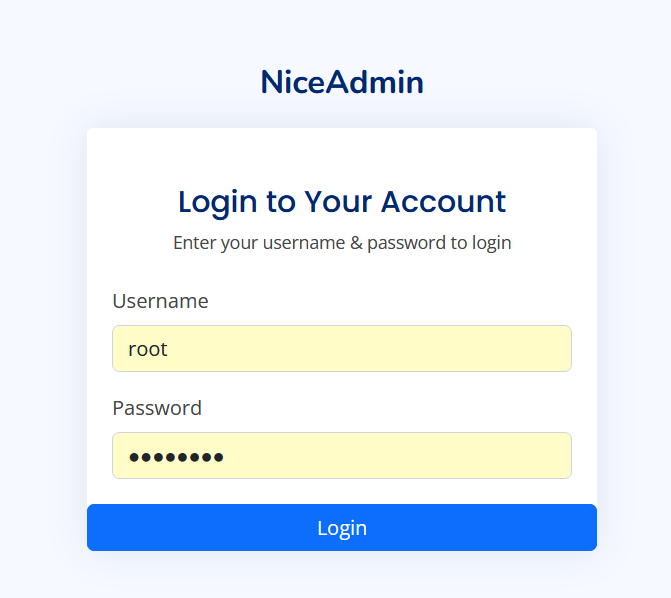 NiceAdmin
Login to Your Account
Enter your username & password to login
Username
root
Password
••••••••
Login